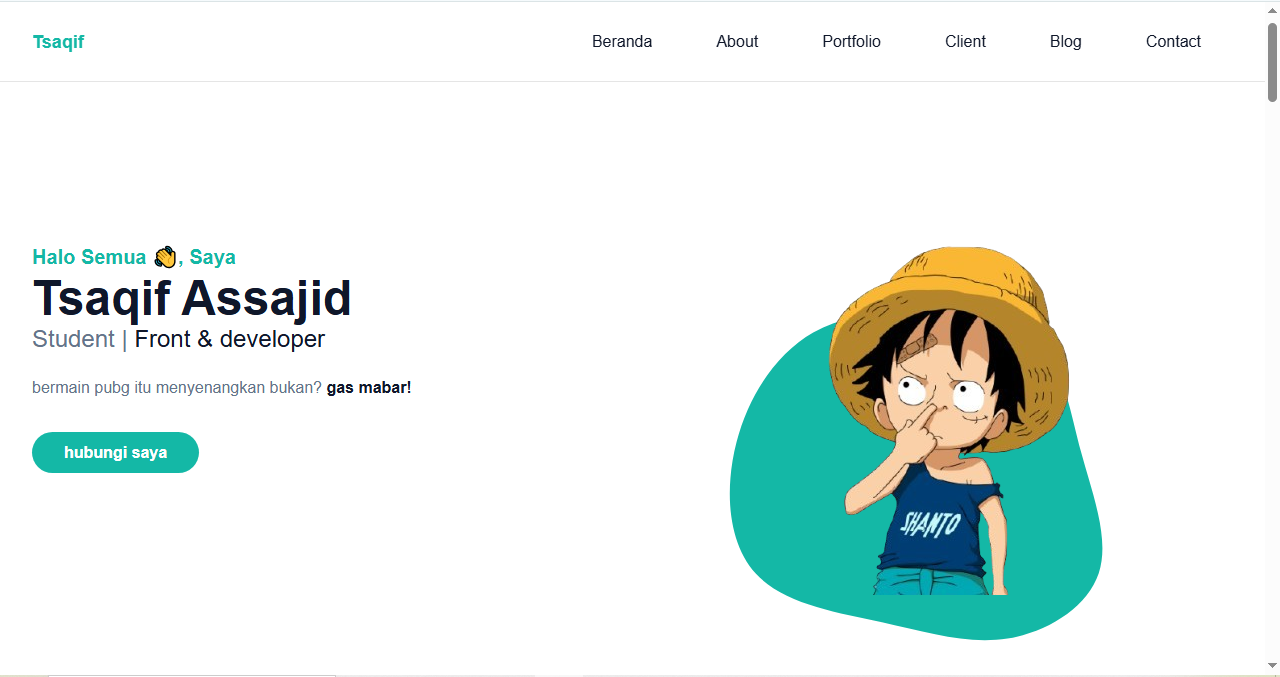 Tsaqif
Beranda About Portfolio Client Blog Contact
Halo Semua 👋, Saya
Tsaqif Assajid
Student | Front & developer
bermain pubg itu menyenangkan bukan? gas mabar!
hubungi saya
SHANTO